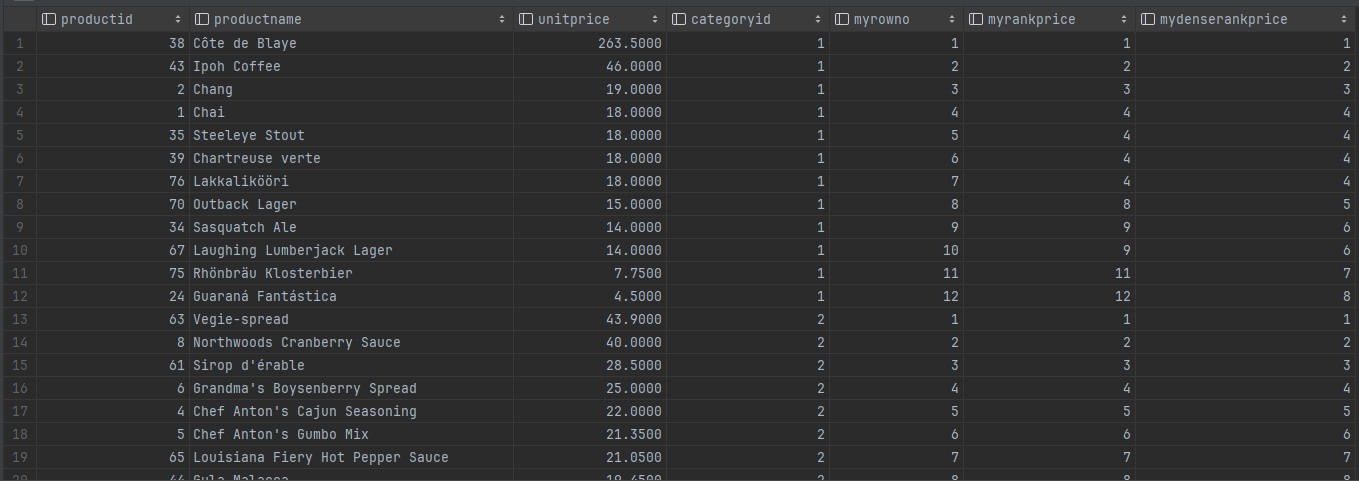 productid productname unitprice categoryid myrowno myrankprice mydenserankprice
1 38 Côte de Blaye 263.5000 1 1 1 1
2 43 Ipoh Coffee 46.0000 1 2 2 2
3 2 Chang 19.0000 1 3 3 3
4 1 Chai 18.0000 1 4 4 4
5 35 Steeleye Stout 18.0000 1 5 4 4
6 39 Chartreuse verte 18.0000 1 6 4 4
7 76 Lakkalikööri 18.0000 1 7 4 4
8 70 Outback Lager 15.0000 1 8 8 5
9 34 Sasquatch Ale 14.0000 1 9 9 6
10 67 Laughing Lumberjack Lager 14.0000 1 10 9 6
11 75 Rhönbräu Klosterbier 7.7500 1 11 11 7
12 24 Guaraná Fantástica 4.5000 1 12 12 8
13 63 Vegie-spread 43.9000 2 1 1 1
14 8 Northwoods Cranberry Sauce 40.0000 2 2 2 2
15 61 Sirop d'érable 28.5000 2 3 3 3
16 6 Grandma's Boysenberry Spread 25.0000 2 4 4 4
17 4 Chef Anton's Cajun Seasoning 22.0000 2 5 5 5
18 5 Chef Anton's Gumbo Mix 21.3500 2 6 6 6
19 65 Louisiana Fiery Hot Pepper Sauce 21.0500 2 7 7 7
20 44 Gula Malacca 19.4500 2 8 8 8